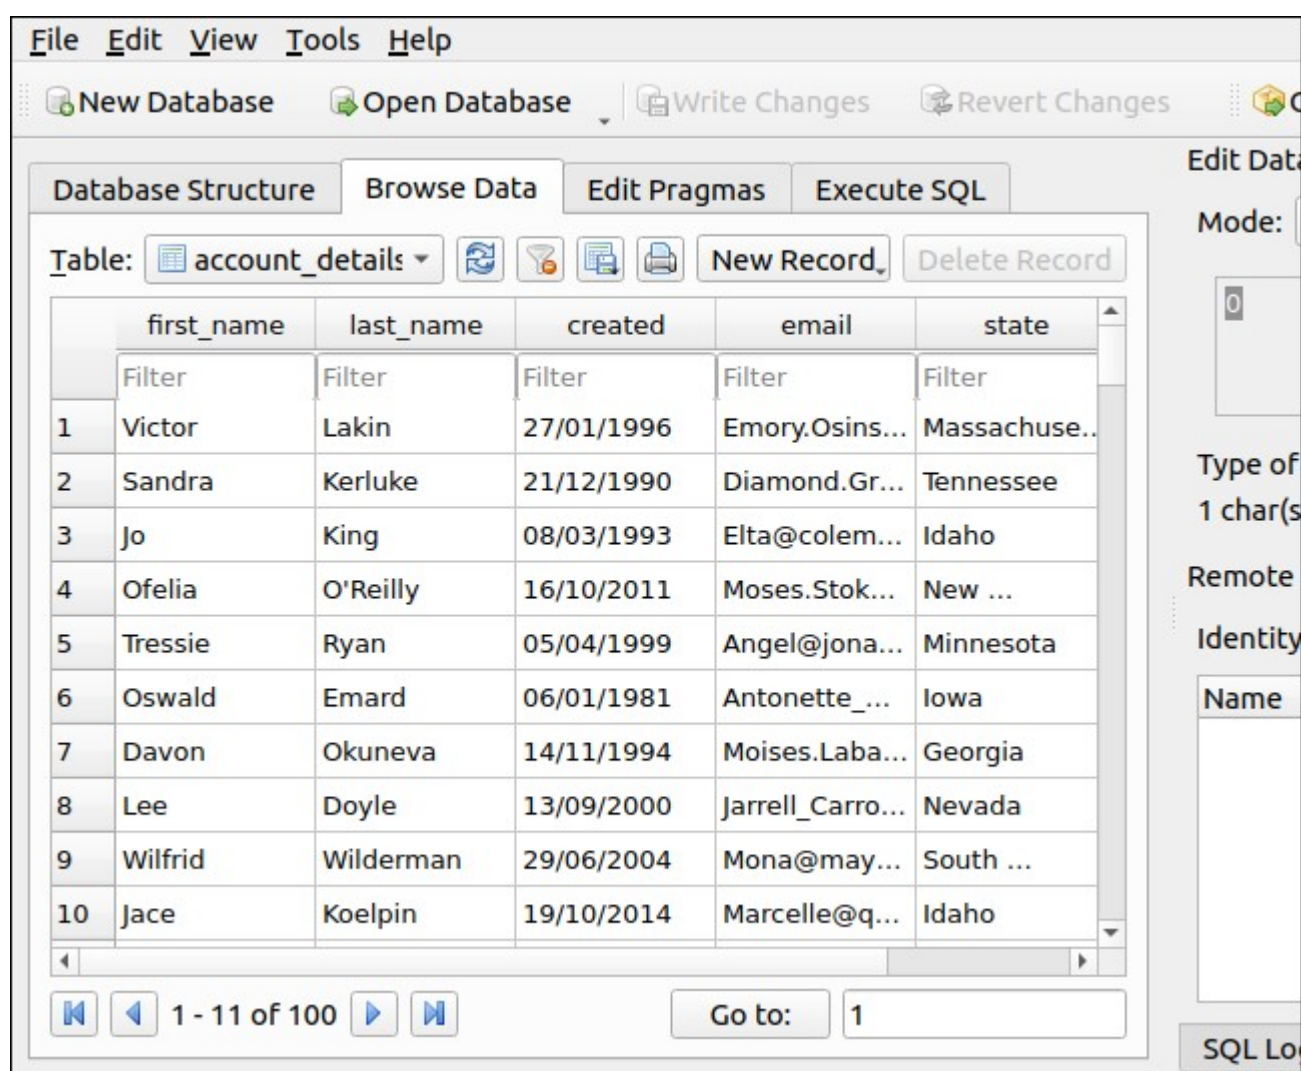 File Edit View Tools Help
New Database Open Database Write Changes Revert Changes
Database Structure Browse Data Edit Pragmas Execute SQL
Edit Data
Mode:
Table: account_details New Record Delete Record
0
first_name last_name created email state
Filter Filter Filter Filter Filter
1 Victor Lakin 27/01/1996 Emory.Osins... Massachuse...
2 Sandra Kerluke 21/12/1990 Diamond.Gr... Tennessee
3 Jo King 08/03/1993 Elta@colem... Idaho
4 Ofelia O'Reilly 16/10/2011 Moses.Stok... New ...
5 Tressie Ryan 05/04/1999 Angel@jona... Minnesota
6 Oswald Emard 06/01/1981 Antonette_... Iowa
7 Davon Okuneva 14/11/1994 Moises.Laba... Georgia
8 Lee Doyle 13/09/2000 Jarrell_Carro... Nevada
9 Wilfrid Wilderman 29/06/2004 Mona@may... South ...
10 Jace Koelpin 19/10/2014 Marcelle@q... Idaho
Type of
1 char(s
Remote
Identity
Name
1 - 11 of 100 Go to: 1
SQL Log